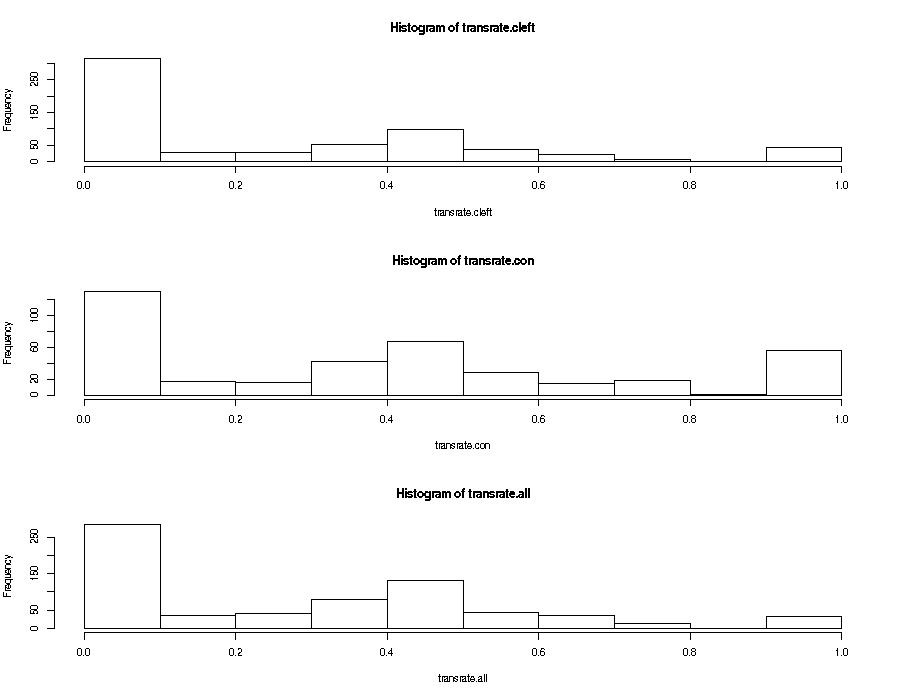 Histogram of transrate.cleft
Frequency
250
150
50
0
0.0 0.2 0.4 0.6 0.8 1.0
transrate.cleft
Histogram of transrate.con
Frequency
100
60
20
0
0.0 0.2 0.4 0.6 0.8 1.0
transrate.con
Histogram of transrate.all
Frequency
250
150
50
0
0.0 0.2 0.4 0.6 0.8 1.0
transrate.all